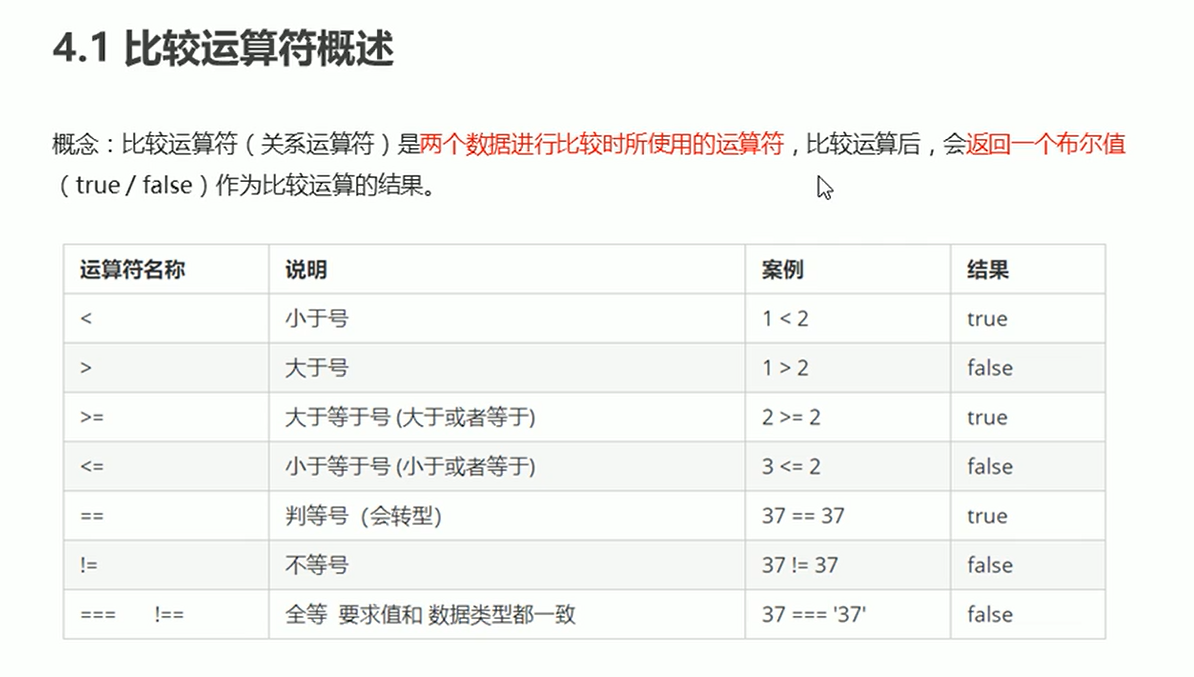 4.1 比较运算符概述
概念：比较运算符（关系运算符）是两个数据进行比较时所使用的运算符，比较运算后，会返回一个布尔值
（true / false）作为比较运算的结果。
运算符名称 说明 案例 结果
< 小于号 1 < 2 true
> 大于号 1 > 2 false
>= 大于等于号 (大于或者等于) 2 >= 2 true
<= 小于等于号 (小于或者等于) 3 <= 2 false
== 判等号（会转型） 37 == 37 true
!= 不等号 37 != 37 false
=== !== 全等 要求值和 数据类型都一致 37 === '37' false